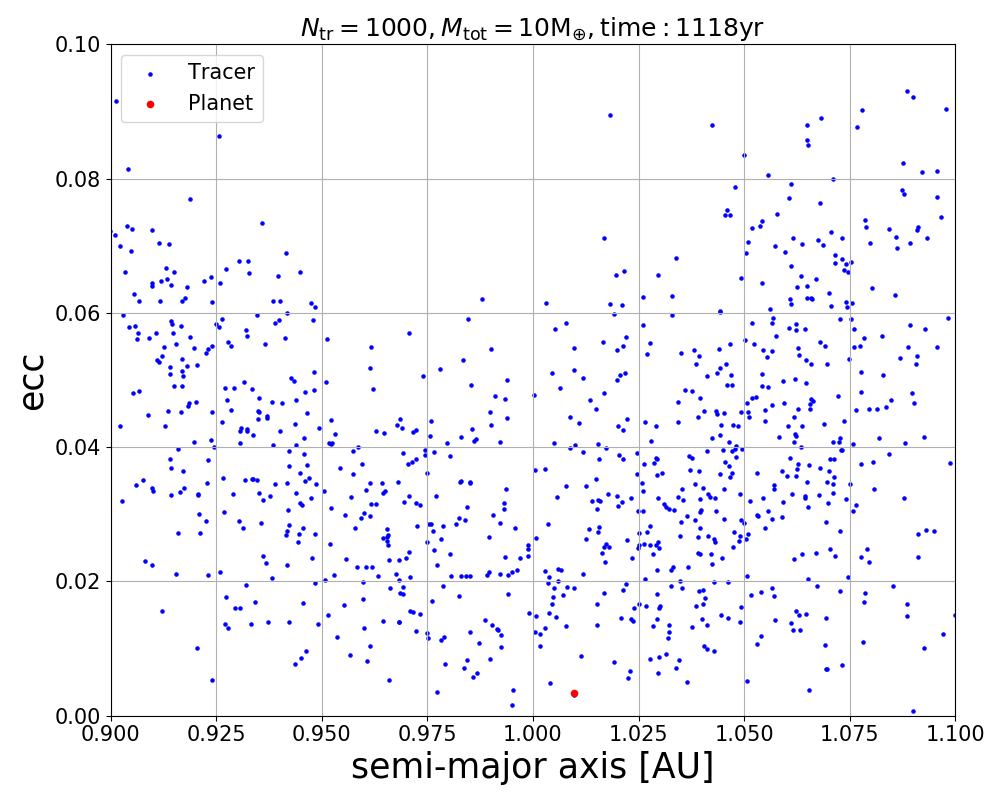 N_tr = 1000, M_tot = 10M_⊕, time : 1118yr
Tracer
Planet
0.10
0.08
0.06
0.04
0.02
0.00
ecc
0.900 0.925 0.950 0.975 1.000 1.025 1.050 1.075 1.100
semi-major axis [AU]